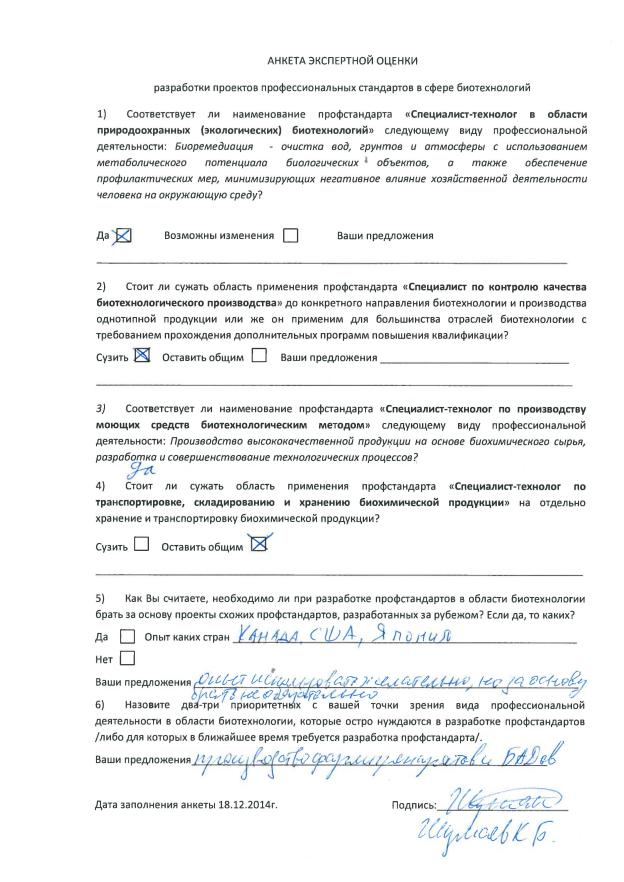 АНКЕТА ЭКСПЕРТНОЙ ОЦЕНКИ
разработки проектов профессиональных стандартов в сфере биотехнологий
1) Соответствует ли наименование профстандарта «Специалист-технолог в области
природоохранных (экологических) биотехнологий» следующему виду профессиональной
деятельности: Биоремедиация - очистка вод, грунтов и атмосферы с использованием
метаболического потенциала биологических объектов, а также обеспечение
профилактических мер, минимизирующих негативное влияние хозяйственной деятельности
человека на окружающую среду?
Да Возможны изменения Ваши предложения
2) Стоит ли сужать область применения профстандарта «Специалист по контролю качества
биотехнологического производства» до конкретного направления биотехнологии и производства
однотипной продукции или же он применим для большинства отраслей биотехнологии с
требованием прохождения дополнительных программ повышения квалификации?
Сузить Оставить общим Ваши предложения
3) Соответствует ли наименование профстандарта «Специалист-технолог по производству
моющих средств биотехнологическим методом» следующему виду профессиональной
деятельности: Производство высококачественной продукции на основе биохимического сырья,
разработка и совершенствование технологических процессов?
да
4) Стоит ли сужать область применения профстандарта «Специалист-технолог по
транспортировке, складированию и хранению биохимической продукции» на отдельно
хранение и транспортировку биохимической продукции?
Сузить Оставить общим
5) Как Вы считаете, необходимо ли при разработке профстандартов в области биотехнологии
брать за основу проекты схожих профстандартов, разработанных за рубежом? Если да, то каких?
Да Опыт каких стран Канада, США, Япония
Нет
Ваши предложения опыт желательно, но за основу
брать не обязательно
6) Назовите два-три приоритетных с вашей точки зрения вида профессиональной
деятельности в области биотехнологии, которые остро нуждаются в разработке профстандартов
/либо для которых в ближайшее время требуется разработка профстандарта/.
Ваши предложения производство фармпрепаратов и БАДов
Дата заполнения анкеты 18.12.2014г. Подпись:
К Б.